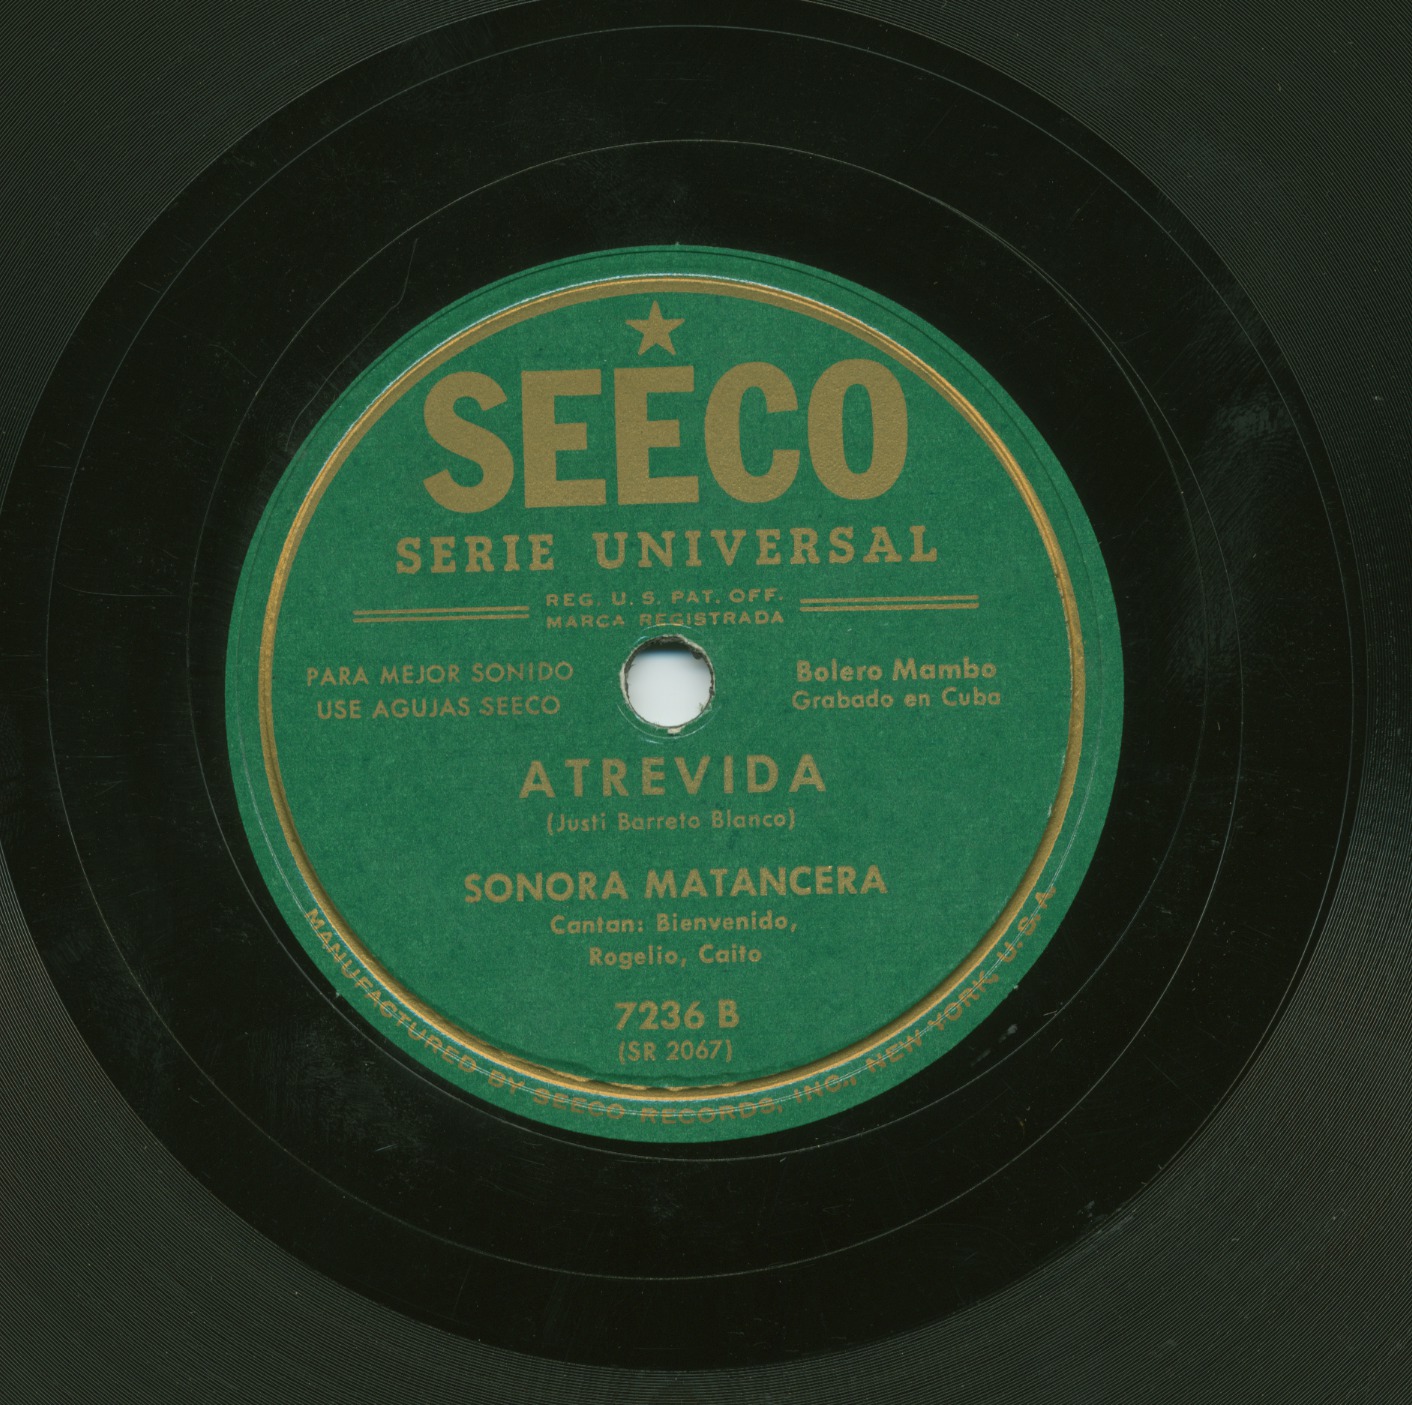 SEECO
SERIE UNIVERSAL
REG. U. S. PAT. OFF.
MARCA REGISTRADA
PARA MEJOR SONIDO
USE AGUJAS SEECO
Bolero Mambo
Grabado en Cuba
ATREVIDA
(Justi Barreto Blanco)
SONORA MATANCERA
Cantan: Bienvenido,
Rogelio, Caito
7236 B
(SR 2067)
MANUFACTURED BY SEECO RECORDS, INC., NEW YORK, U.S.A.